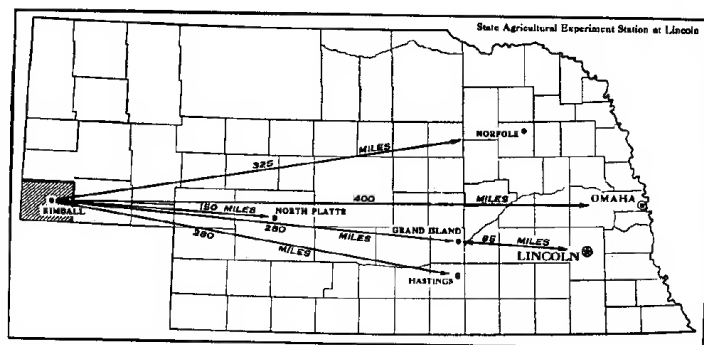 State Agricultural Experiment Station at Lincoln
NORFOLK
325 MILES
400 MILES
OMAHA
KIMBALL
150 MILES
NORTH PLATTE
280 MILES
GRAND ISLAND
95 MILES
LINCOLN
280 MILES
HASTINGS